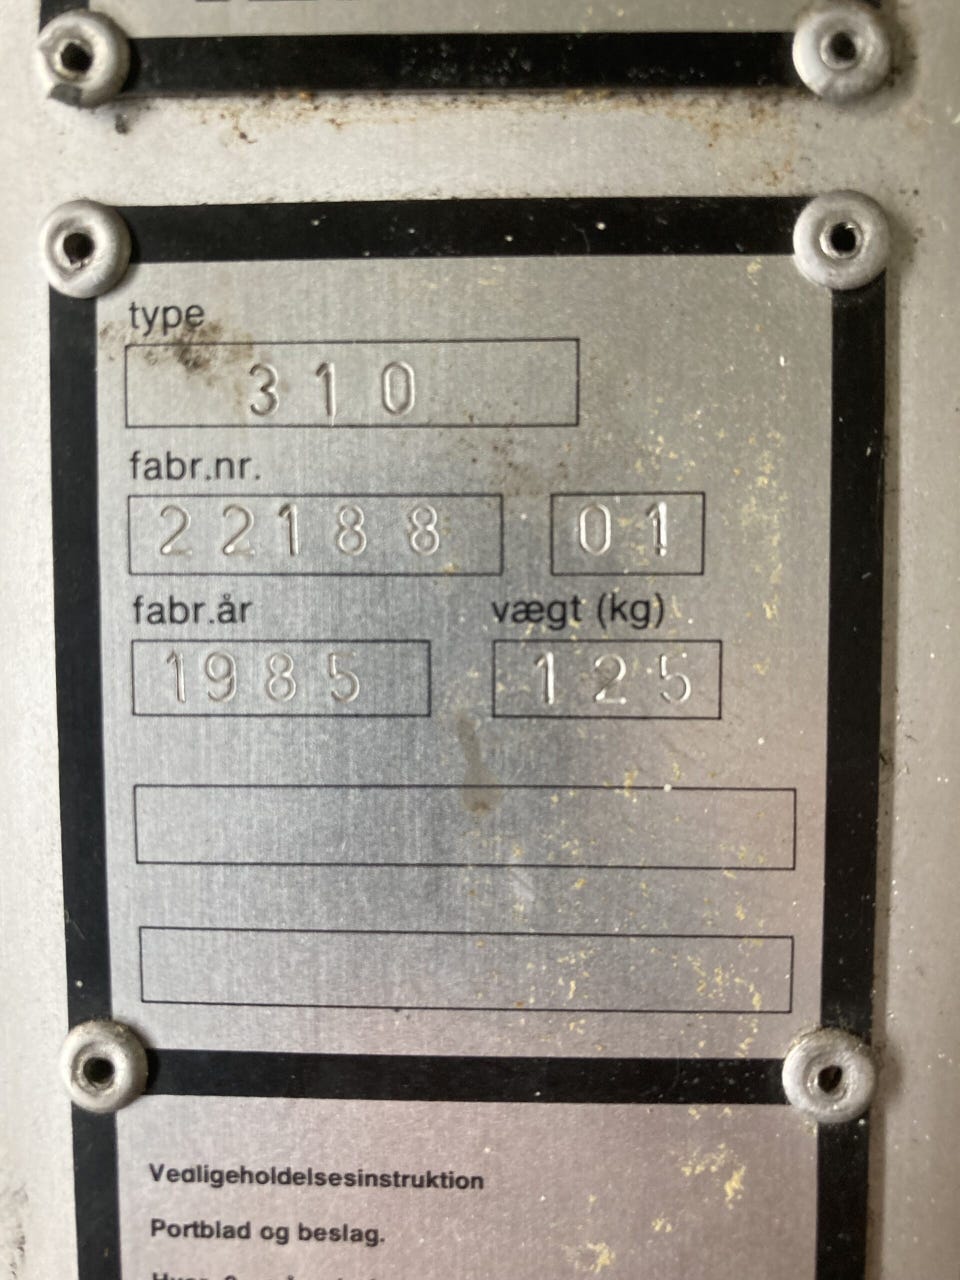 type
310
fabr.nr.
22188 01
fabr.år vægt (kg)
1985 125
Vedligeholdelsesinstruktion
Portblad og beslag.